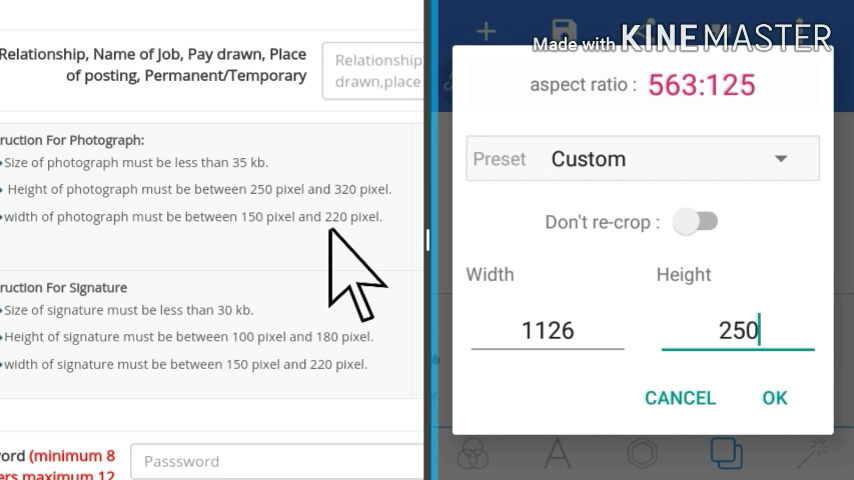 Relationship, Name of Job, Pay drawn, Place
of posting, Permanent/Temporary
Relationship
drawn,place
ruction For Photograph:
Size of photograph must be less than 35 kb.
Height of photograph must be between 250 pixel and 320 pixel.
width of photograph must be between 150 pixel and 220 pixel.
ruction For Signature
Size of signature must be less than 30 kb.
Height of signature must be between 100 pixel and 180 pixel.
width of signature must be between 150 pixel and 220 pixel.
word (minimum 8
ers maximum 12
Passsword
Made with KINEMASTER
aspect ratio : 563:125
Preset Custom
Don't re-crop :
Width Height
1126 250
CANCEL OK